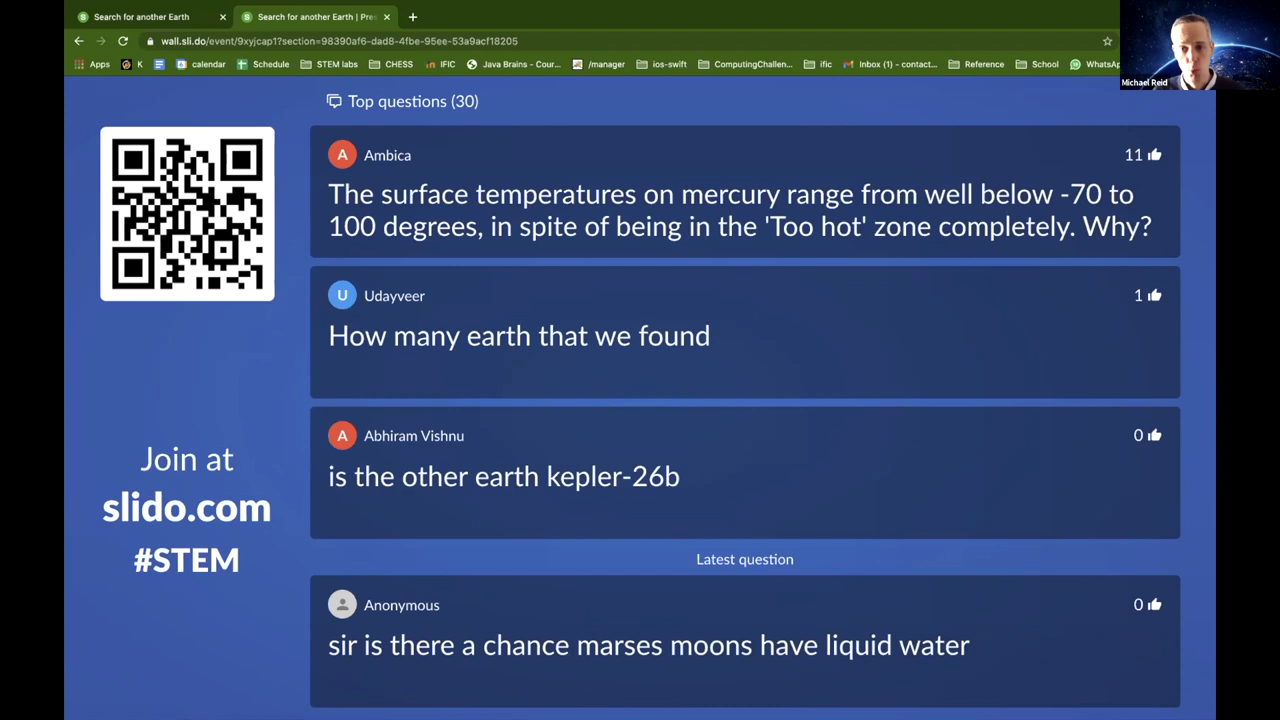 Search for another Earth
Search for another Earth | Pres
wall.sli.do/event/9xyjcap1?section=98390af6-dad8-4fbe-95ee-53a9acf18205
Apps K calendar Schedule STEM labs CHESS IFIC Java Brains - Cour... /manager ios-swift ComputingChallen... ific Inbox (1) - contact... Reference School WhatsAp
Michael Reid
Top questions (30)
A Ambica 11
The surface temperatures on mercury range from well below -70 to
100 degrees, in spite of being in the 'Too hot' zone completely. Why?
U Udayveer 1
How many earth that we found
A Abhiram Vishnu 0
is the other earth kepler-26b
Join at
slido.com
#STEM
Latest question
Anonymous 0
sir is there a chance marses moons have liquid water